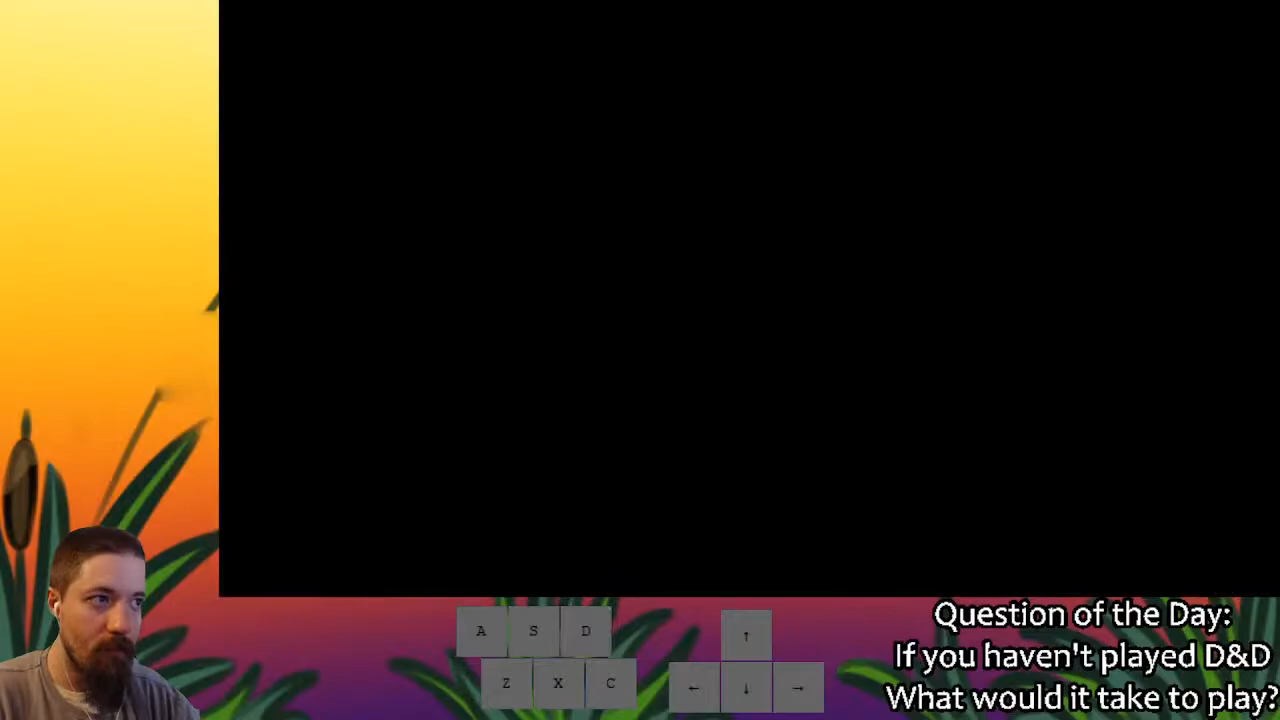 A S D
Z X C
↑
← ↓ →
Question of the Day:
If you haven't played D&D
What would it take to play?